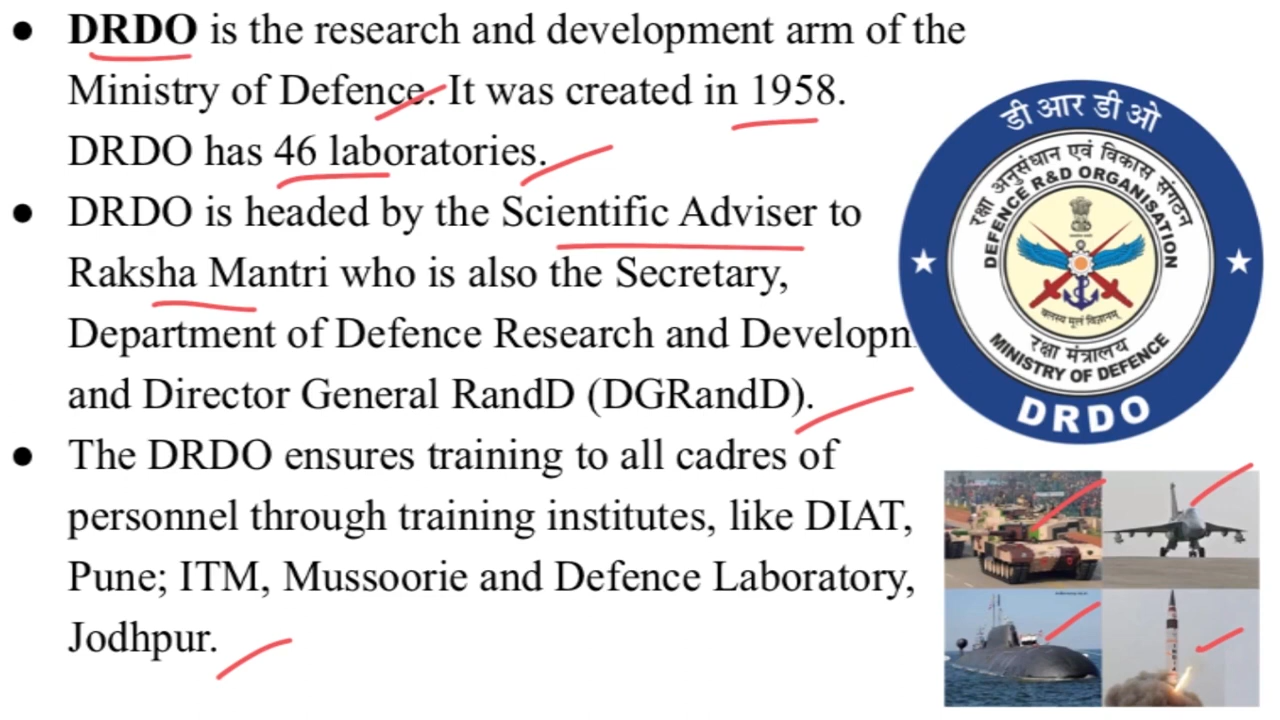 ● DRDO is the research and development arm of the
Ministry of Defence. It was created in 1958.
DRDO has 46 laboratories.
● DRDO is headed by the Scientific Adviser to
Raksha Mantri who is also the Secretary,
Department of Defence Research and Developm
and Director General RandD (DGRandD).
● The DRDO ensures training to all cadres of
personnel through training institutes, like DIAT,
Pune; ITM, Mussoorie and Defence Laboratory,
Jodhpur.
डी आर डी ओ
रक्षा अनुसंधान एवं विकास संगठन
DEFENCE R&D ORGANISATION
बलस्य मूलं विज्ञानम्
रक्षा मंत्रालय
MINISTRY OF DEFENCE
DRDO